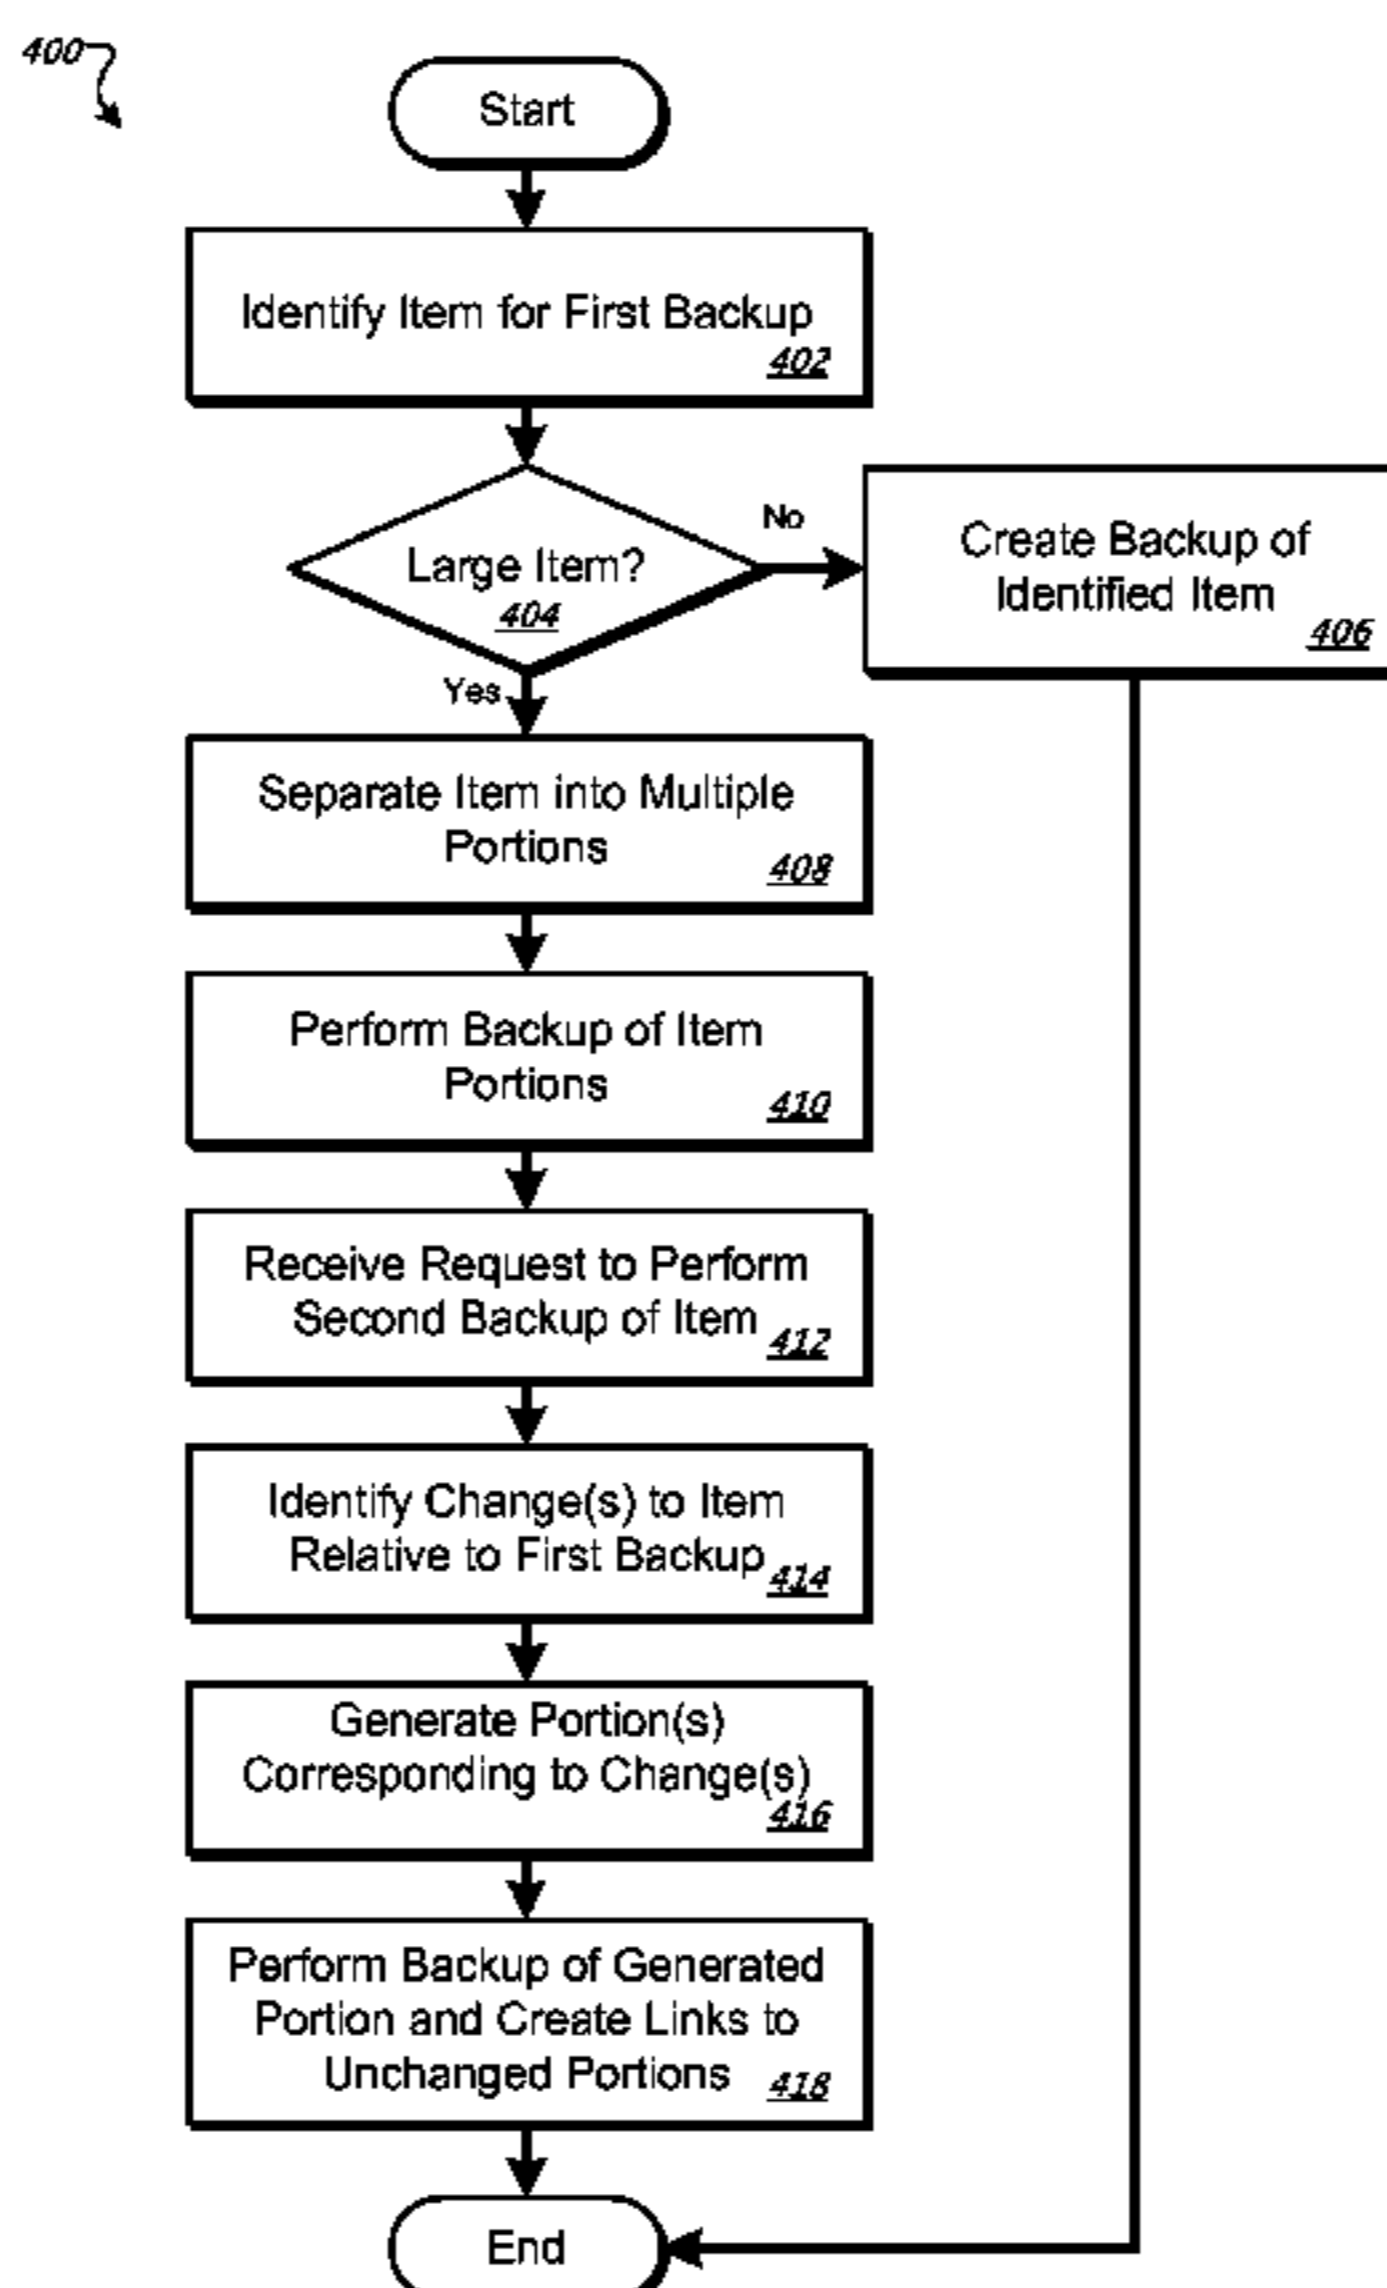 400
Start
Identify Item for First Backup
402
Large Item?
404
No
Yes
Create Backup of
Identified Item
406
Separate Item into Multiple
Portions
408
Perform Backup of Item
Portions
410
Receive Request to Perform
Second Backup of Item
412
Identify Change(s) to Item
Relative to First Backup
414
Generate Portion(s)
Corresponding to Change(s)
416
Perform Backup of Generated
Portion and Create Links to
Unchanged Portions
418
End